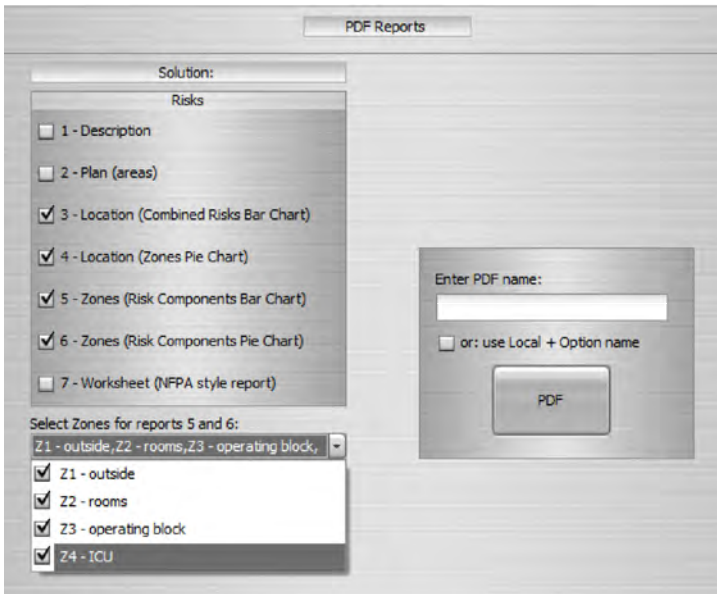 PDF Reports
Solution:
Risks
1 - Description
2 - Plan (areas)
3 - Location (Combined Risks Bar Chart)
4 - Location (Zones Pie Chart)
5 - Zones (Risk Components Bar Chart)
6 - Zones (Risk Components Pie Chart)
7 - Worksheet (NFPA style report)
Select Zones for reports 5 and 6:
Z1 - outside,Z2 - rooms,Z3 - operating block,
Z1 - outside
Z2 - rooms
Z3 - operating block
Z4 - ICU
Enter PDF name:
or: use Local + Option name
PDF